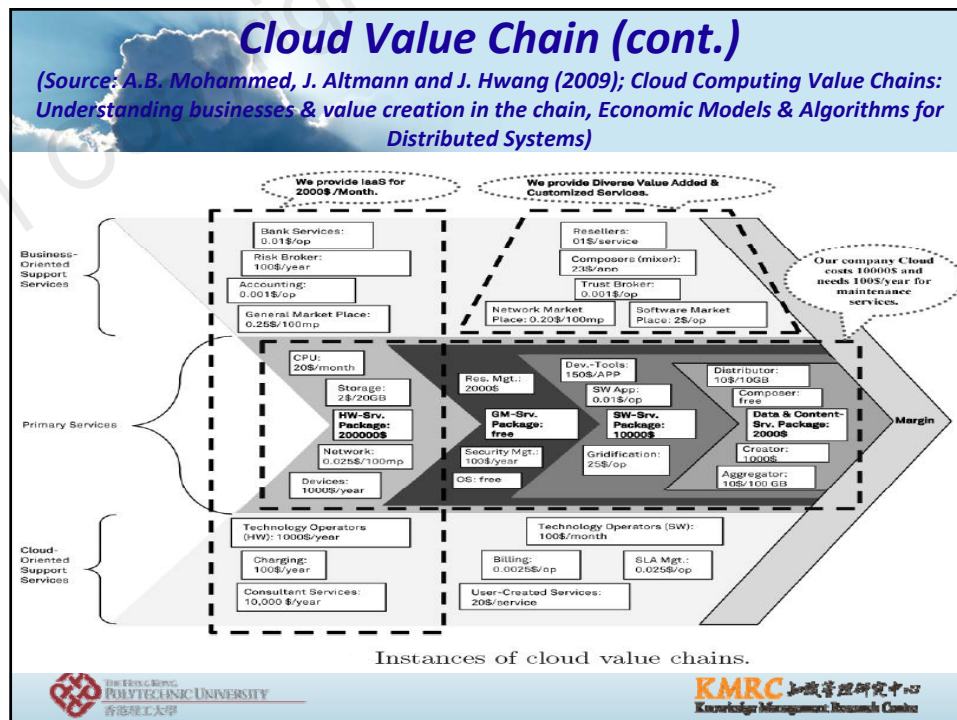 Cloud Value Chain (cont.)
(Source: A.B. Mohammed, J. Altmann and J. Hwang (2009); Cloud Computing Value Chains:
Understanding businesses & value creation in the chain, Economic Models & Algorithms for
Distributed Systems)
We provide IaaS for
2000$ /Month.
We provide Diverse Value Added &
Customized Services.
Business-
Oriented
Support
Services
Bank Services:
0.01$/op
Risk Broker:
100$/year
Accounting:
0.001$/op
General Market Place:
0.25$/100mp
Resellers:
01$/service
Composers (mixer):
23$/app
Trust Broker:
0.001$/op
Network Market
Place: 0.20$/100mp
Software Market
Place: 2$/op
Our company Cloud
costs 10000$ and
needs 100$/year for
maintenance
services.
Primary Services
CPU:
20$/month
Storage:
2$/20GB
HW-Srv.
Package:
200000$
Network:
0.025$/100mp
Devices:
1000$/year
Res. Mgt.:
2000$
GM-Srv.
Package:
free
Security Mgt.:
100$/year
OS: free
Dev.-Tools:
150$/APP
SW App:
0.01$/op
SW-Srv.
Package:
10000$
Gridification:
25$/op
Distributor:
10$/10GB
Composer:
free
Data & Content-
Srv. Package:
2000$
Creator:
1000$
Aggregator:
10$/100 GB
Margin
Cloud-
Oriented
Support
Services
Technology Operators
(HW): 1000$/year
Charging:
100$/year
Consultant Services:
10,000 $/year
Technology Operators (SW):
100$/month
Billing:
0.0025$/op
SLA Mgt.:
0.025$/op
User-Created Services:
20$/service
Instances of cloud value chains.
THE HONG KONG
POLYTECHNIC UNIVERSITY
香港理工大學
KMRC 知識管理研究中心
Knowledge Management Research Centre